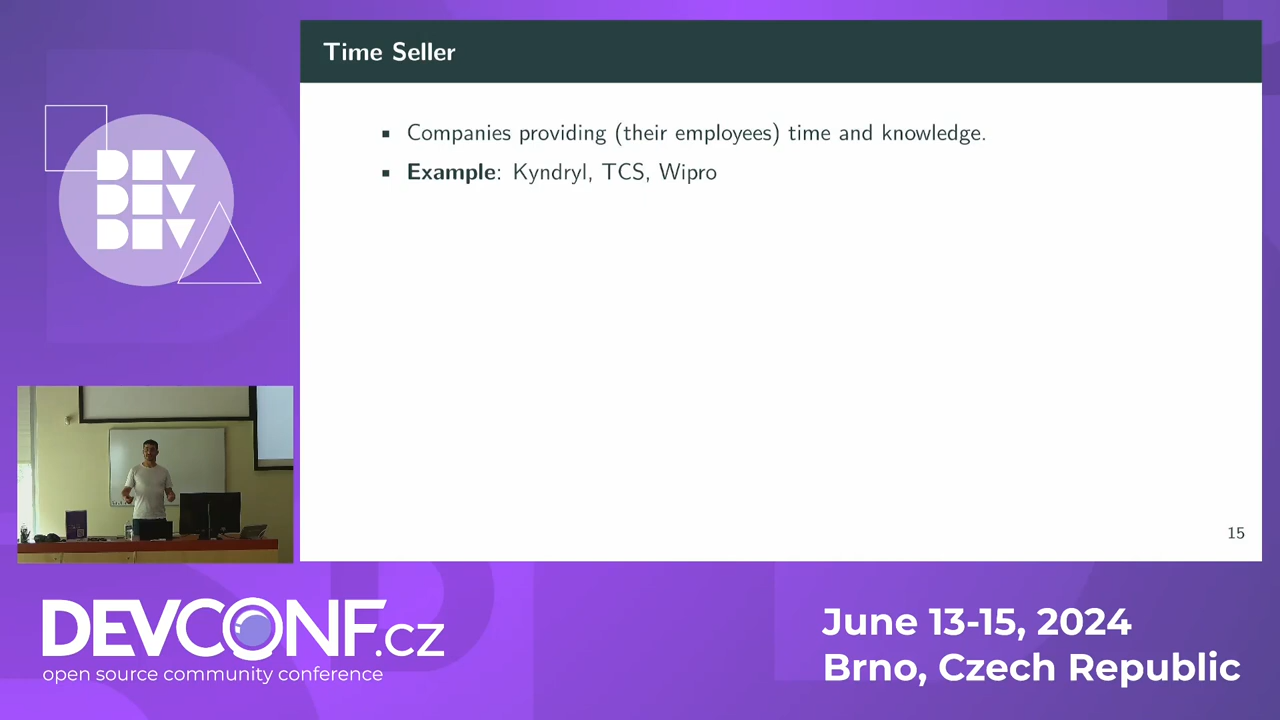 Time Seller
Companies providing (their employees) time and knowledge.
Example: Kyndryl, TCS, Wipro
15
DEV
DEV
DEV
DEVCONF.cz
open source community conference
June 13-15, 2024
Brno, Czech Republic